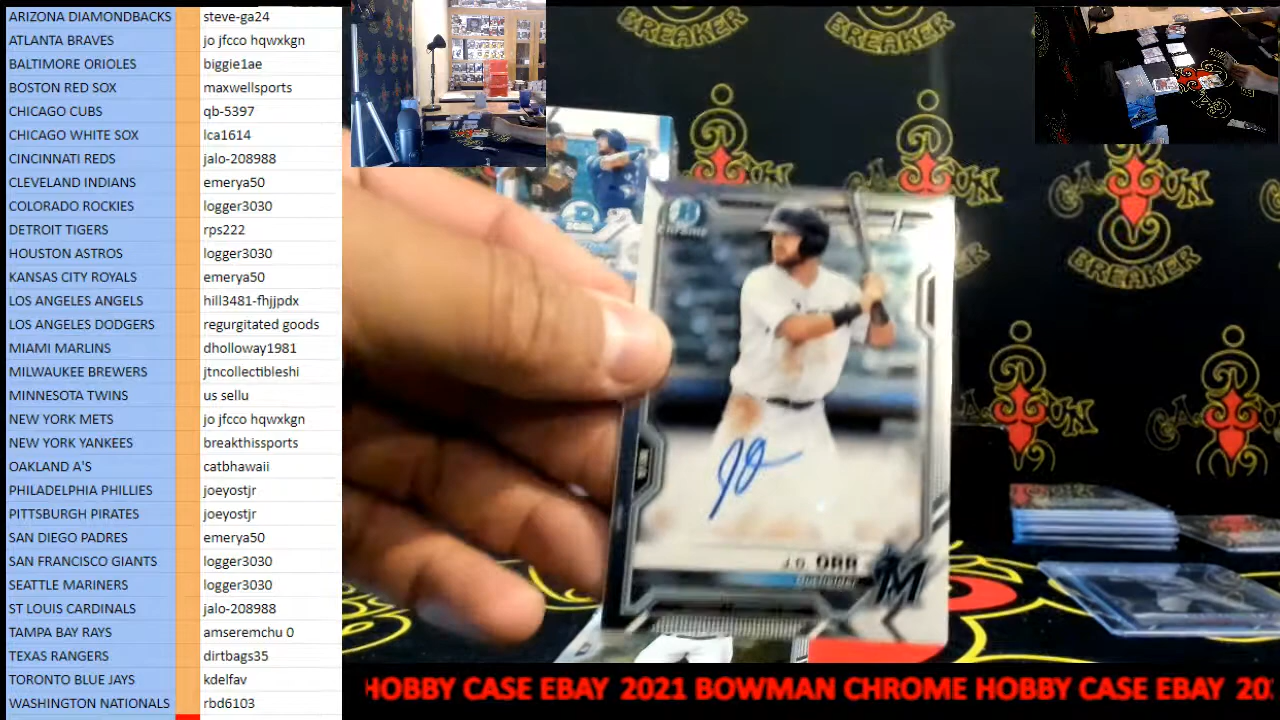 ARIZONA DIAMONDBACKS steve-ga24
ATLANTA BRAVES jo jfcco hqwxkgn
BALTIMORE ORIOLES biggie1ae
BOSTON RED SOX maxwellsports
CHICAGO CUBS qb-5397
CHICAGO WHITE SOX lca1614
CINCINNATI REDS jalo-208988
CLEVELAND INDIANS emerya50
COLORADO ROCKIES logger3030
DETROIT TIGERS rps222
HOUSTON ASTROS logger3030
KANSAS CITY ROYALS emerya50
LOS ANGELES ANGELS hill3481-fhjjpdx
LOS ANGELES DODGERS regurgitated goods
MIAMI MARLINS dholloway1981
MILWAUKEE BREWERS jtncollectibleshi
MINNESOTA TWINS us sellu
NEW YORK METS jo jfcco hqwxkgn
NEW YORK YANKEES breakthissports
OAKLAND A'S catbhawaii
PHILADELPHIA PHILLIES joeyostjr
PITTSBURGH PIRATES joeyostjr
SAN DIEGO PADRES emerya50
SAN FRANCISCO GIANTS logger3030
SEATTLE MARINERS logger3030
ST LOUIS CARDINALS jalo-208988
TAMPA BAY RAYS amseremchu 0
TEXAS RANGERS dirtbags35
TORONTO BLUE JAYS kdelfav
WASHINGTON NATIONALS rbd6103
BREAKER
BREAKER
CAJUN
BREAKER
CHROME
J.D. ORR
OUTFIELDER
M
HOBBY CASE EBAY 2021 BOWMAN CHROME HOBBY CASE EBAY